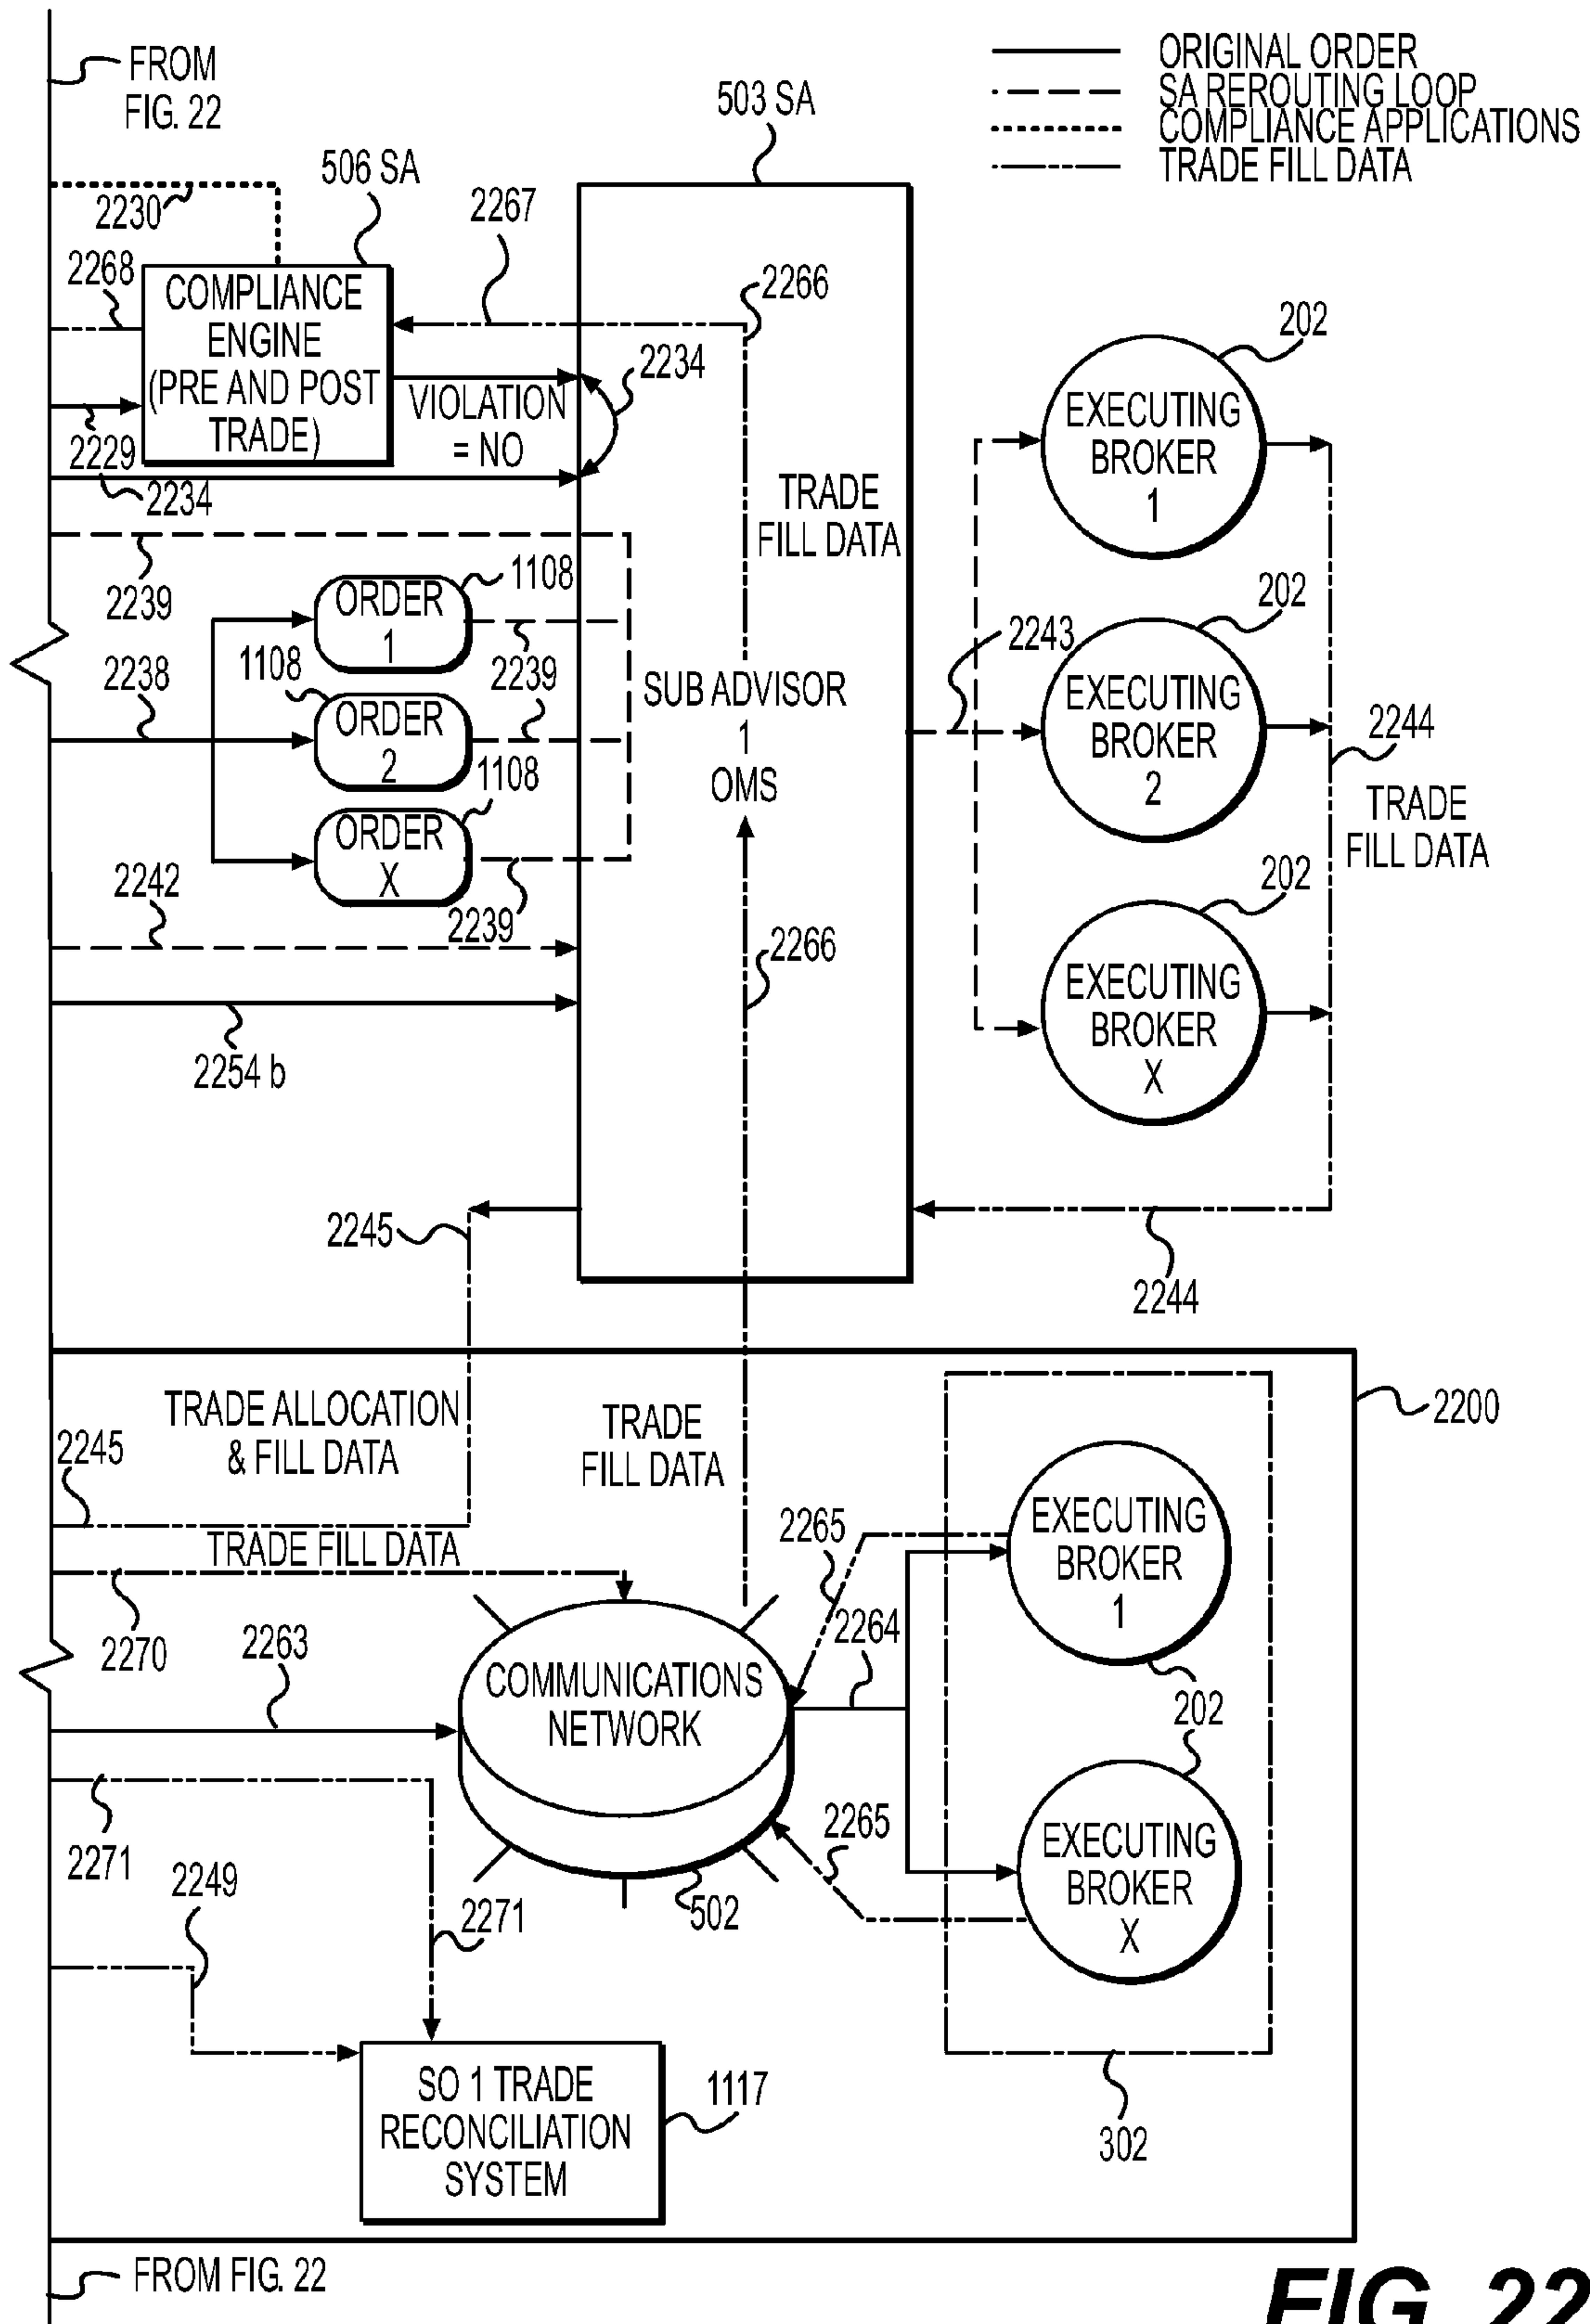 FROM
FIG. 22
ORIGINAL ORDER
SA REROUTING LOOP
COMPLIANCE APPLICATIONS
TRADE FILL DATA
503 SA
506 SA
2230
2267
2268
COMPLIANCE
ENGINE
(PRE AND POST
TRADE)
2266
2234
VIOLATION
= NO
2229
2234
202
EXECUTING
BROKER
1
TRADE
FILL DATA
2239
ORDER
1
1108
2239
2238
1108
ORDER
2
1108
ORDER
X
2239
SUB ADVISOR
1
OMS
2243
202
EXECUTING
BROKER
2
2244
TRADE
FILL DATA
2242
2266
202
EXECUTING
BROKER
X
2254 b
2245
2244
TRADE ALLOCATION
& FILL DATA
TRADE
FILL DATA
2200
2245
TRADE FILL DATA
2270
2265
EXECUTING
BROKER
1
2264
2263
COMMUNICATIONS
NETWORK
202
2271
2249
2265
EXECUTING
BROKER
X
2271
502
SO 1 TRADE
RECONCILIATION
SYSTEM
1117
302
FROM FIG. 22
FIG. 22